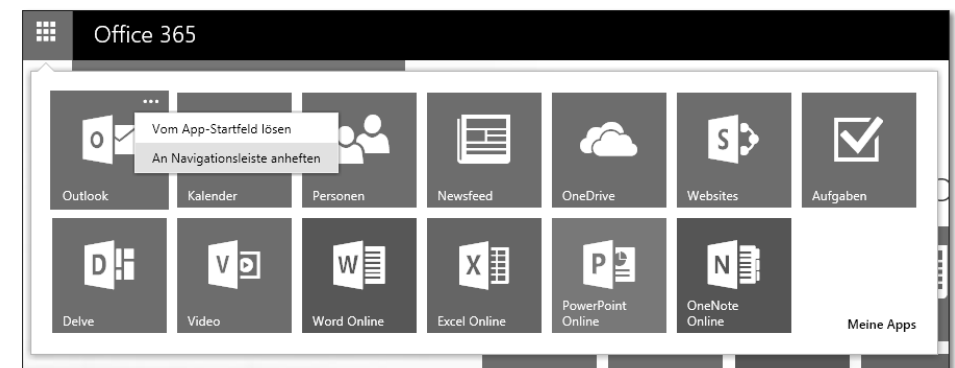 Office 365
Vom App-Startfeld lösen
An Navigationsleiste anheften
Outlook
Kalender
Personen
Newsfeed
OneDrive
Websites
Aufgaben
Delve
Video
Word Online
Excel Online
PowerPoint
Online
OneNote
Online
Meine Apps